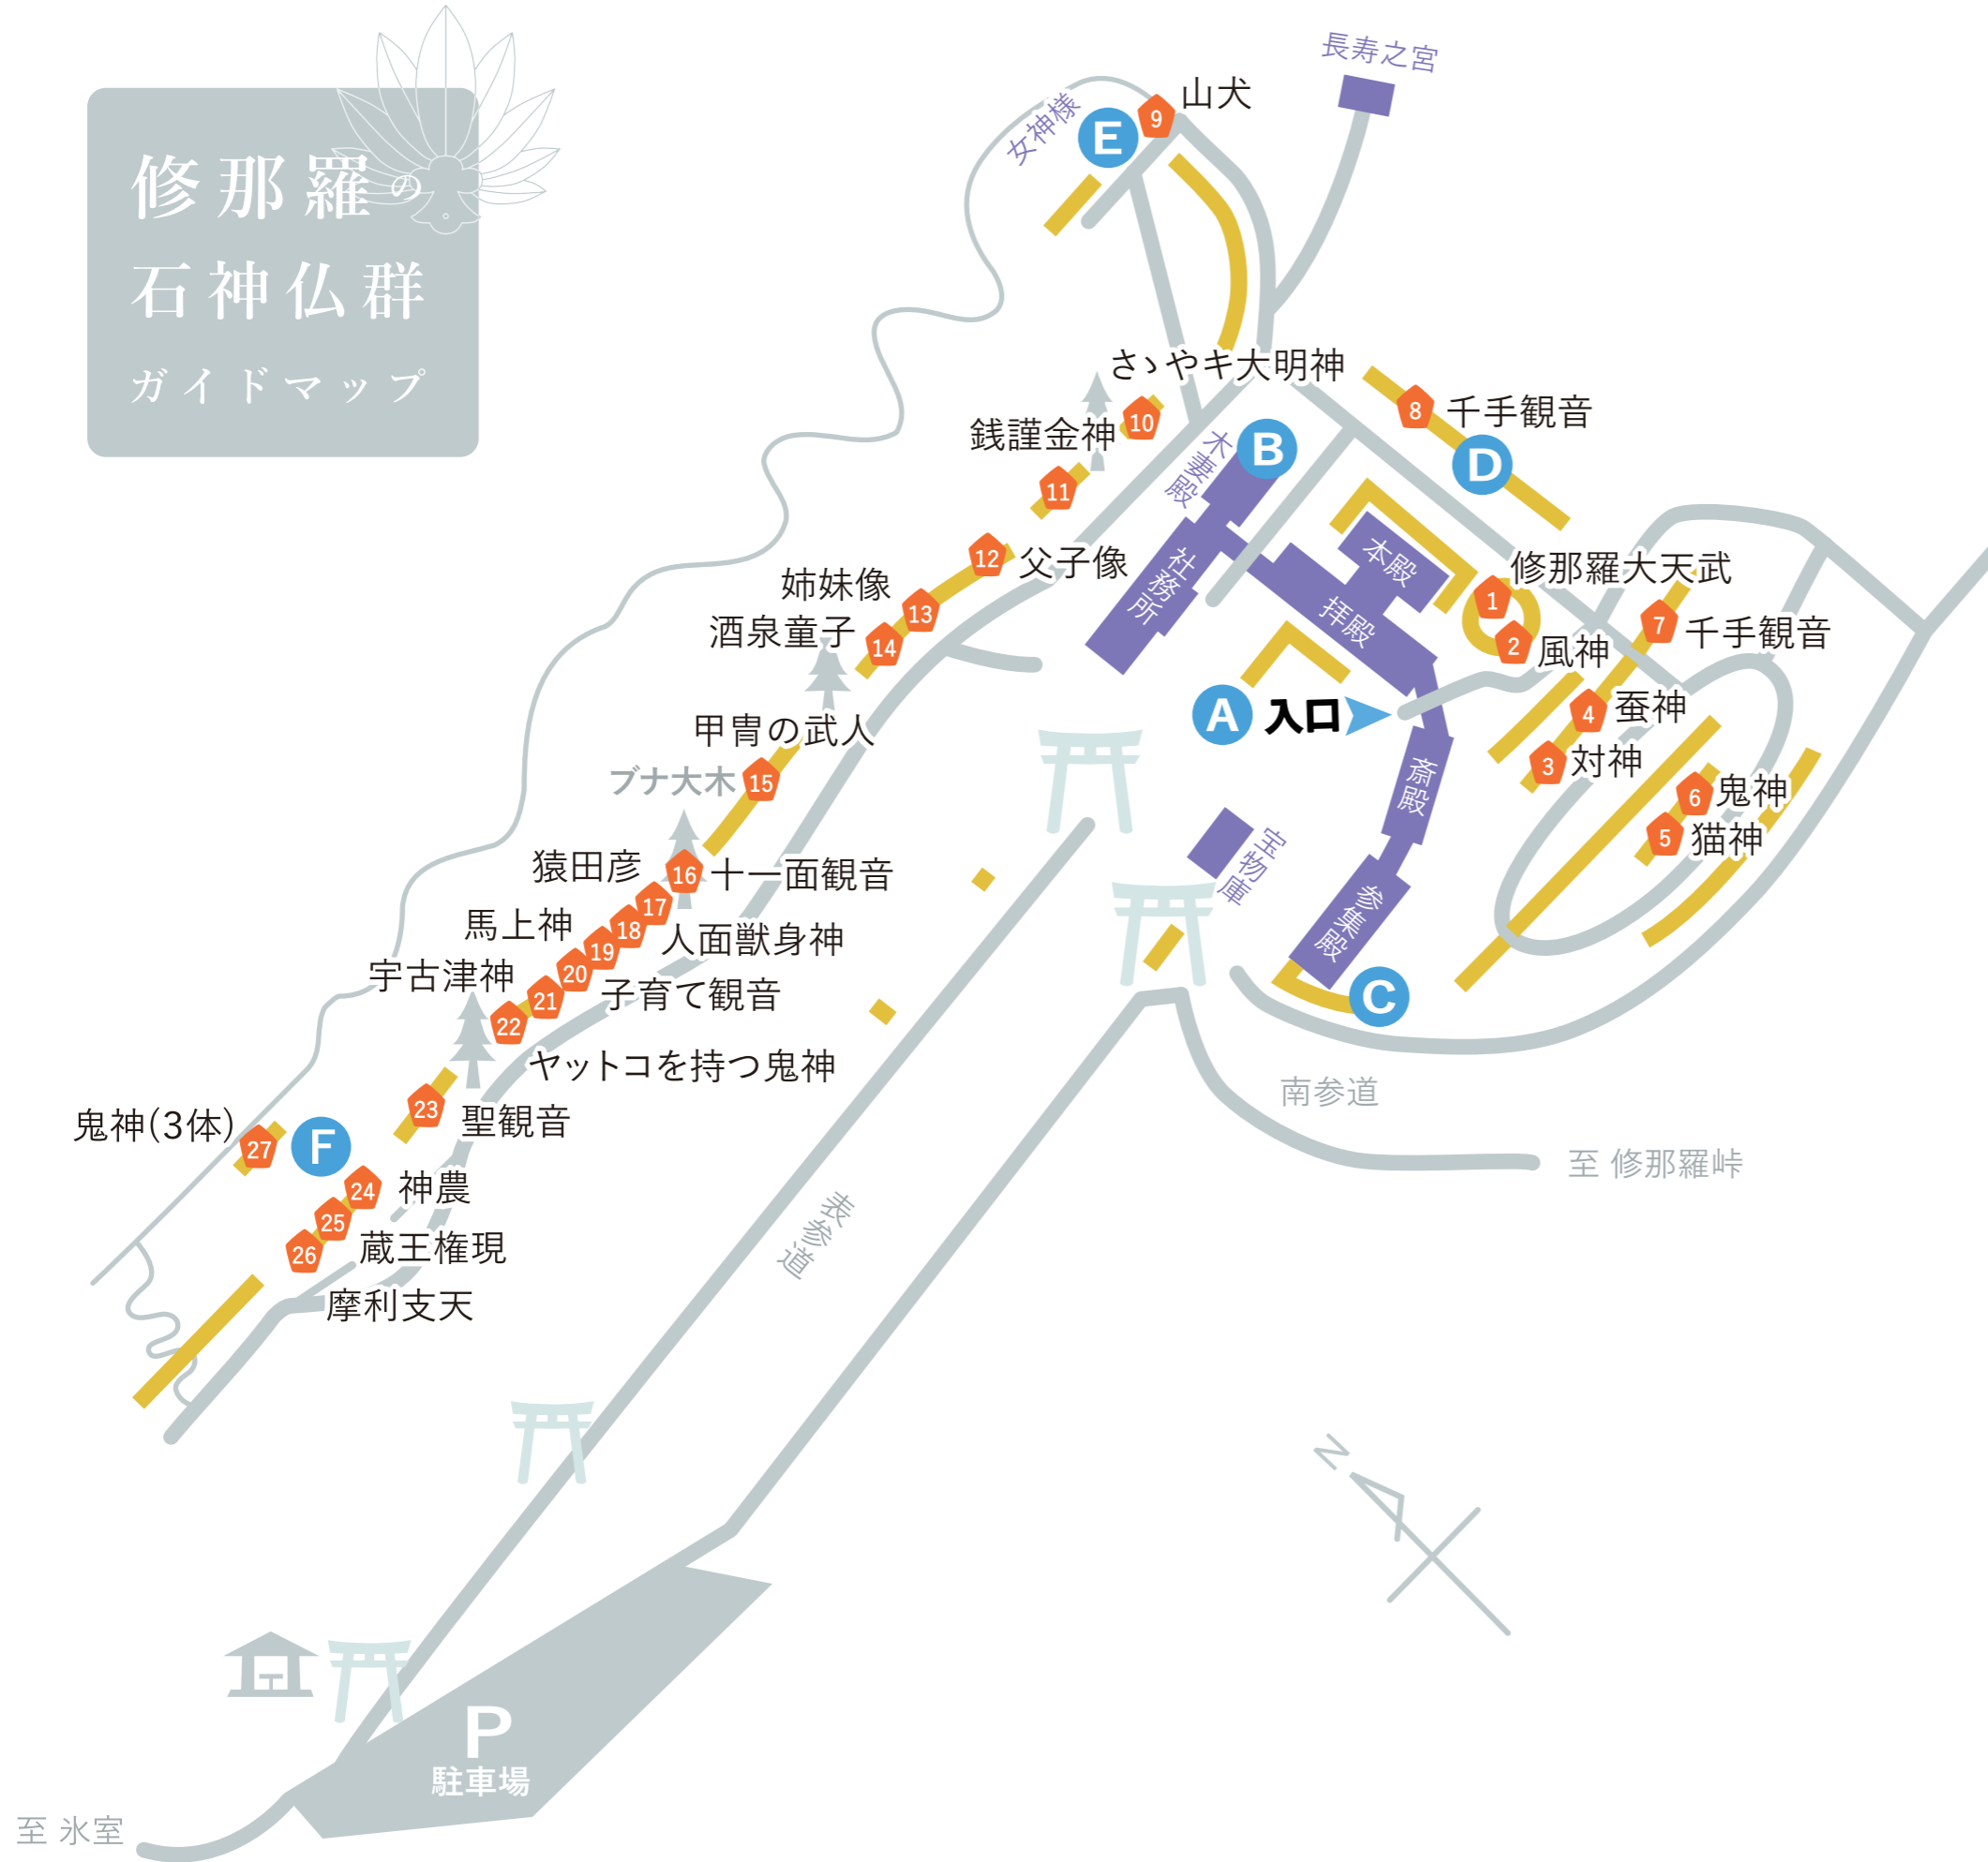 修那羅の
石神仏群
ガイドマップ
長寿之宮
女神様
E
9
山犬
さゝやキ大明神
10
銭謹金神
11
木妻殿
B
8
千手観音
D
12
父子像
姉妹像
13
酒泉童子
14
社務所
本殿
拝殿
1
修那羅大天武
2
風神
7
千手観音
A
入口
4
蚕神
3
対神
6
鬼神
5
猫神
斎殿
宝物庫
参集殿
C
甲冑の武人
ブナ大木
15
猿田彦
16
十一面観音
17
馬上神
18
人面獣身神
19
宇古津神
20
子育て観音
21
22
ヤットコを持つ鬼神
23
聖観音
鬼神(3体)
27
F
24
神農
25
蔵王権現
26
摩利支天
南参道
至 修那羅峠
表参道
N
P
駐車場
至 氷室